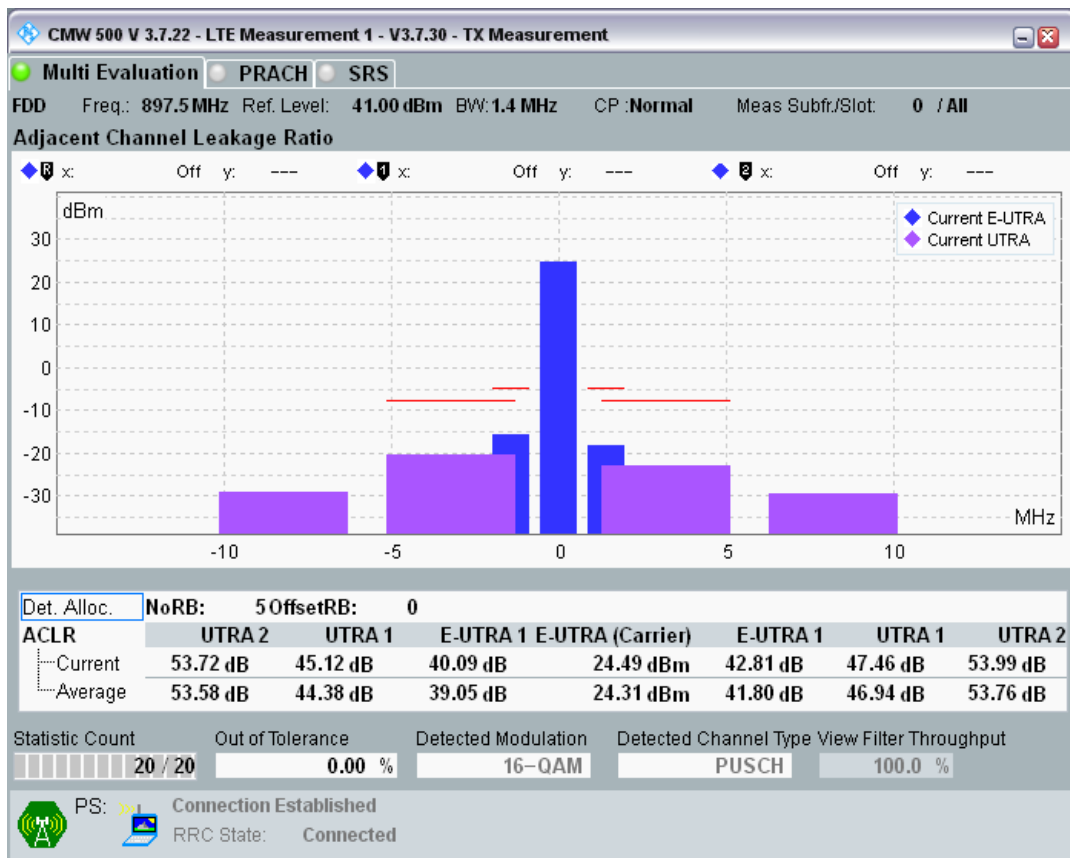 CMW 500 V 3.7.22 - LTE Measurement 1 - V3.7.30 - TX Measurement
Multi Evaluation PRACH SRS
FDD Freq.: 897.5 MHz Ref. Level: 41.00 dBm BW: 1.4 MHz CP :Normal Meas Subfr./Slot: 0 / All
Adjacent Channel Leakage Ratio
R x: Off y: --- 1 x: Off y: --- 2 x: Off y: ---
dBm
Current E-UTRA
Current UTRA
30
20
10
0
-10
-20
-30
MHz
-10 -5 0 5 10
Det. Alloc. NoRB: 5 OffsetRB: 0
ACLR UTRA 2 UTRA 1 E-UTRA 1 E-UTRA (Carrier) E-UTRA 1 UTRA 1 UTRA 2
Current 53.72 dB 45.12 dB 40.09 dB 24.49 dBm 42.81 dB 47.46 dB 53.99 dB
Average 53.58 dB 44.38 dB 39.05 dB 24.31 dBm 41.80 dB 46.94 dB 53.76 dB
Statistic Count Out of Tolerance Detected Modulation Detected Channel Type View Filter Throughput
20 / 20 0.00 % 16-QAM PUSCH 100.0 %
PS: Connection Established
RRC State: Connected